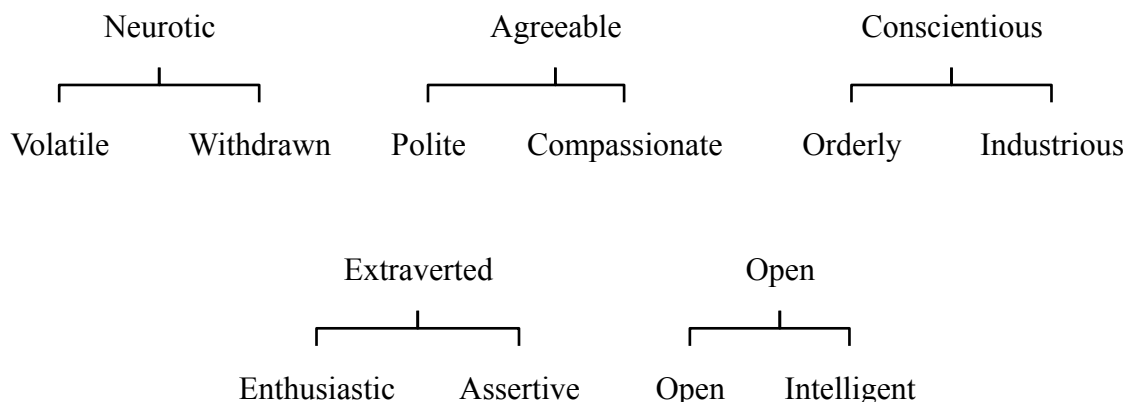 Neurotic Agreeable Conscientious
Volatile Withdrawn Polite Compassionate Orderly Industrious
Extraverted Open
Enthusiastic Assertive Open Intelligent